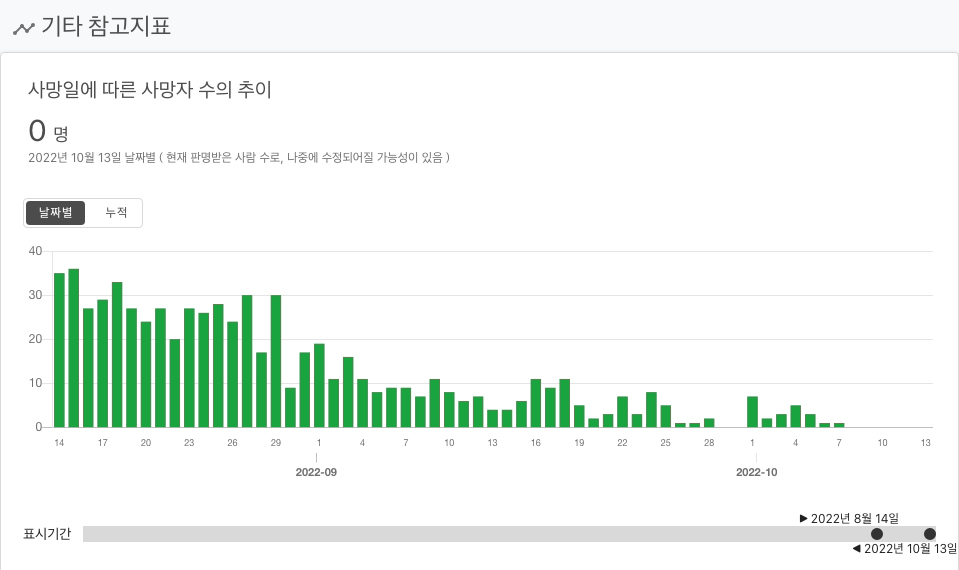 기타 참고지표
사망일에 따른 사망자 수의 추이
0 명
2022년 10월 13일 날짜별 ( 현재 판명받은 사람 수로, 나중에 수정되어질 가능성이 있음 )
날짜별 누적
40
30
20
10
0
14 17 20 23 26 29 1 4 7 10 13 16 19 22 25 28 1 4 7 10 13
2022-09 2022-10
▶ 2022년 8월 14일
표시기간
◀ 2022년 10월 13일